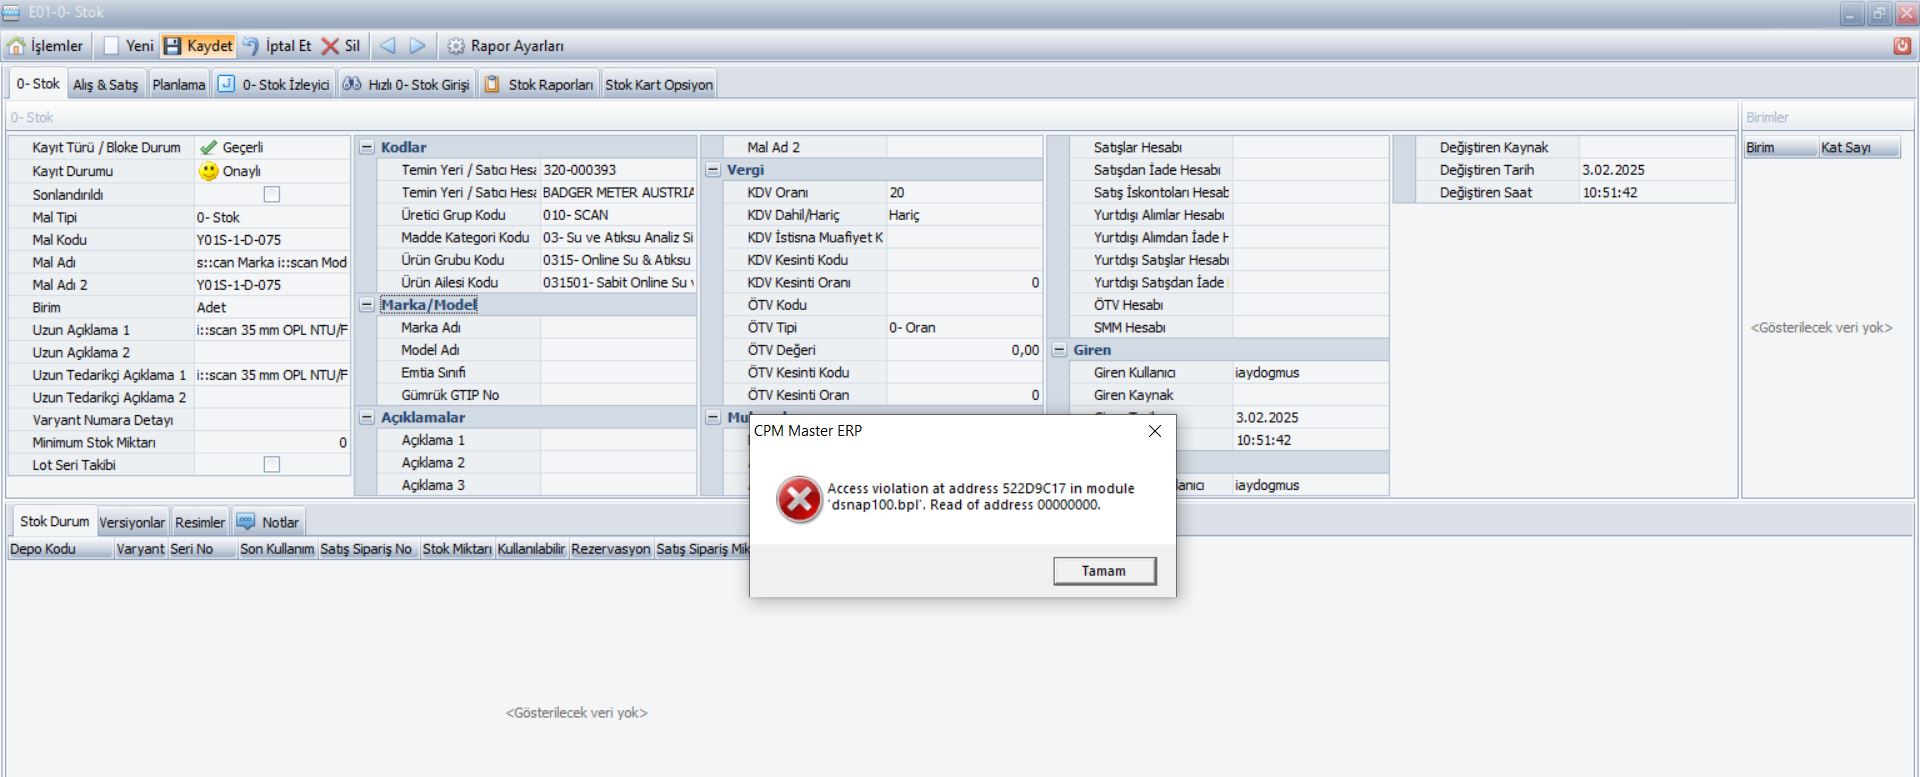 E01-0- Stok
İşlemler Yeni Kaydet İptal Et Sil Rapor Ayarları
0- Stok Alış & Satış Planlama 0- Stok İzleyici Hızlı 0- Stok Girişi Stok Raporları Stok Kart Opsiyon
0- Stok
Kayıt Türü / Bloke Durum Geçerli
Kayıt Durumu Onaylı
Sonlandırıldı
Mal Tipi 0- Stok
Mal Kodu Y01S-1-D-075
Mal Adı s::can Marka i::scan Mod
Mal Adı 2 Y01S-1-D-075
Birim Adet
Uzun Açıklama 1 i::scan 35 mm OPL NTU/F
Uzun Açıklama 2
Uzun Tedarikçi Açıklama 1 i::scan 35 mm OPL NTU/F
Uzun Tedarikçi Açıklama 2
Varyant Numara Detayı
Minimum Stok Miktarı 0
Lot Seri Takibi
Kodlar
Temin Yeri / Satıcı Hesa 320-000393
Temin Yeri / Satıcı Hesa BADGER METER AUSTRIA
Üretici Grup Kodu 010- SCAN
Madde Kategori Kodu 03- Su ve Atıksu Analiz Si
Ürün Grubu Kodu 0315- Online Su & Atıksu
Ürün Ailesi Kodu 031501- Sabit Online Su
Marka/Model
Marka Adı
Model Adı
Emtia Sınıfı
Gümrük GTIP No
Açıklamalar
Açıklama 1
Açıklama 2
Açıklama 3
Mal Ad 2
Vergi
KDV Oranı 20
KDV Dahil/Hariç Hariç
KDV İstisna Muafiyet K
KDV Kesinti Kodu
KDV Kesinti Oranı 0
ÖTV Kodu
ÖTV Tipi 0- Oran
ÖTV Değeri 0,00
ÖTV Kesinti Kodu
ÖTV Kesinti Oran 0
Satışlar Hesabı
Satışdan İade Hesabı
Satış İskontoları Hesab
Yurtdışı Alımlar Hesabı
Yurtdışı Alımdan İade H
Yurtdışı Satışlar Hesabı
Yurtdışı Satışdan İade
ÖTV Hesabı
SMM Hesabı
Giren
Giren Kullanıcı iaydogmus
Giren Kaynak
3.02.2025
10:51:42
lanıcı iaydogmus
Değiştiren Kaynak
Değiştiren Tarih 3.02.2025
Değiştiren Saat 10:51:42
Birimler
Birim Kat Sayı
<Gösterilecek veri yok>
CPM Master ERP
Access violation at address 522D9C17 in module
'dsnap100.bpl'. Read of address 00000000.
Tamam
Stok Durum Versiyonlar Resimler Notlar
Depo Kodu Varyant Seri No Son Kullanım Satış Sipariş No Stok Miktarı Kullanılabilir Rezervasyon Satış Sipariş Mik
<Gösterilecek veri yok>